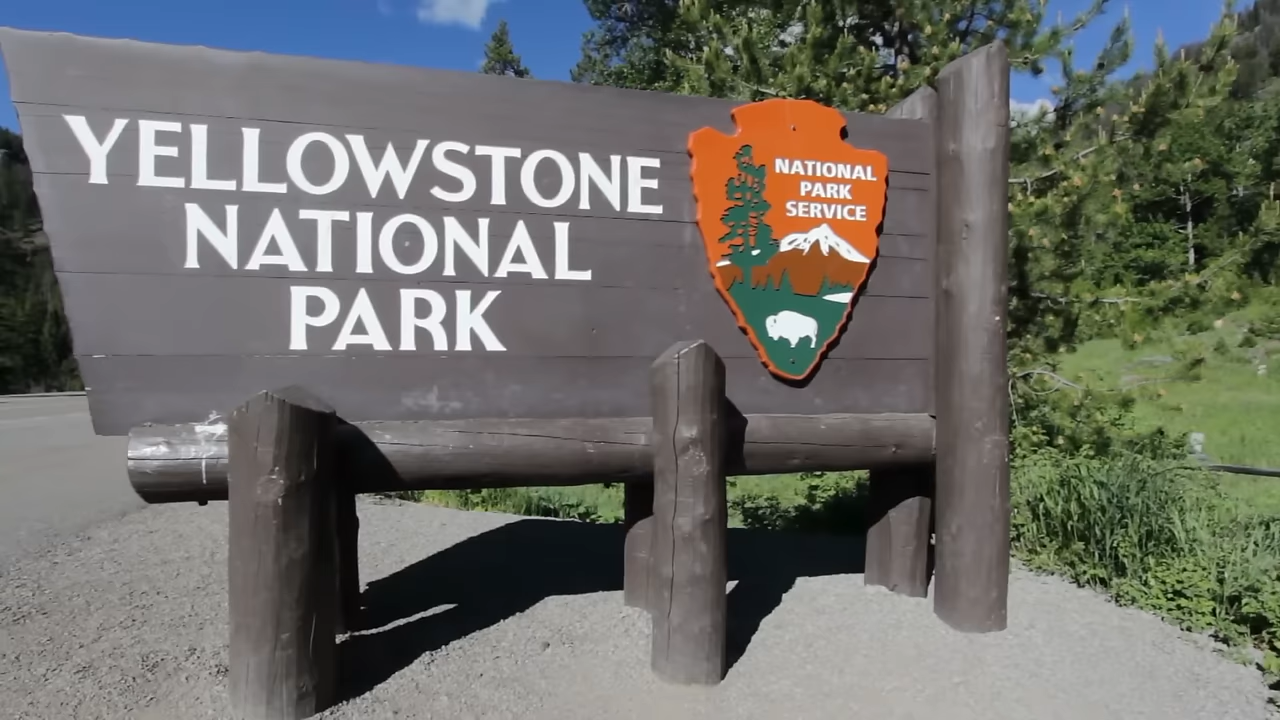 YELLOWSTONE
NATIONAL
PARK
NATIONAL
PARK
SERVICE